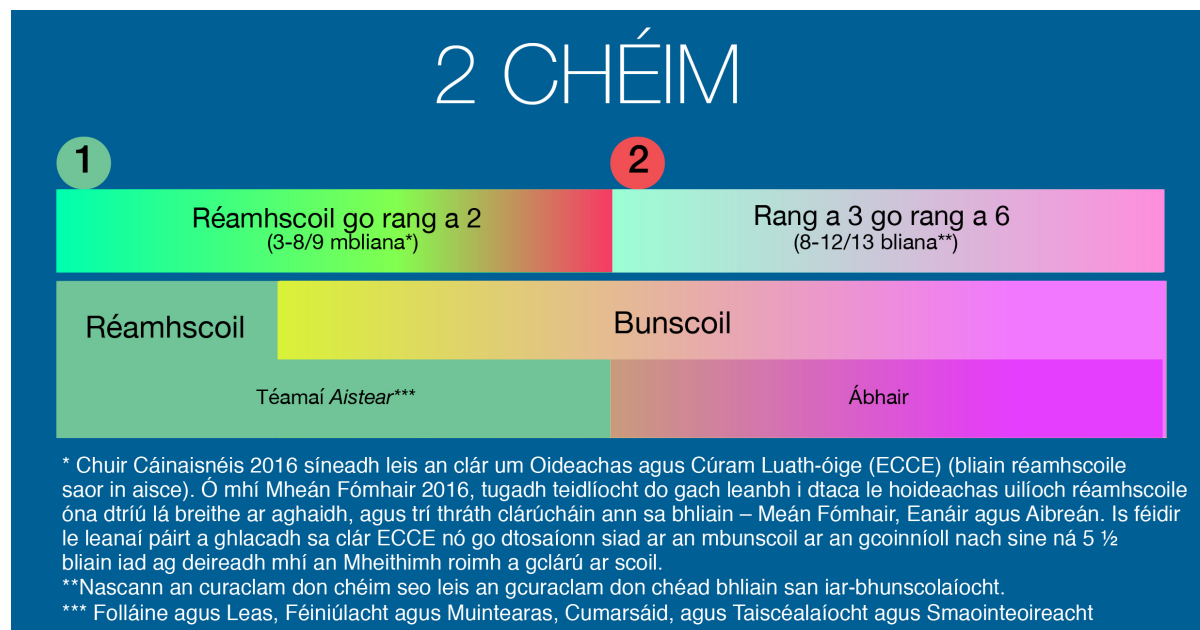 2 CHÉIM
1
2
Réamhscoil go rang a 2
(3-8/9 mbliana*)
Rang a 3 go rang a 6
(8-12/13 bliana**)
Réamhscoil
Bunscoil
Téamaí Aistear***
Ábhair
* Chuir Cáinaisnéis 2016 síneadh leis an clár um Oideachas agus Cúram Luath-óige (ECCE) (bliain réamhscoile
saor in aisce). Ó mhí Mheán Fómhair 2016, tugadh teidlíocht do gach leanbh i dtaca le hoideachas uilíoch réamhscoile
óna dtríú lá breithe ar aghaidh, agus trí thráth clárúcháin ann sa bhliain – Meán Fómhair, Eanáir agus Aibreán. Is féidir
le leanaí páirt a ghlacadh sa clár ECCE nó go dtosaíonn siad ar an mbunscoil ar an gcoinníoll nach sine ná 5 ½
bliain iad ag deireadh mhí an Mheithimh roimh a gclárú ar scoil.
**Nascann an curaclam don chéim seo leis an gcuraclam don chéad bhliain san iar-bhunscolaíocht.
*** Folláine agus Leas, Féiniúlacht agus Muintearas, Cumarsáid, agus Taiscéalaíocht agus Smaointeoireacht